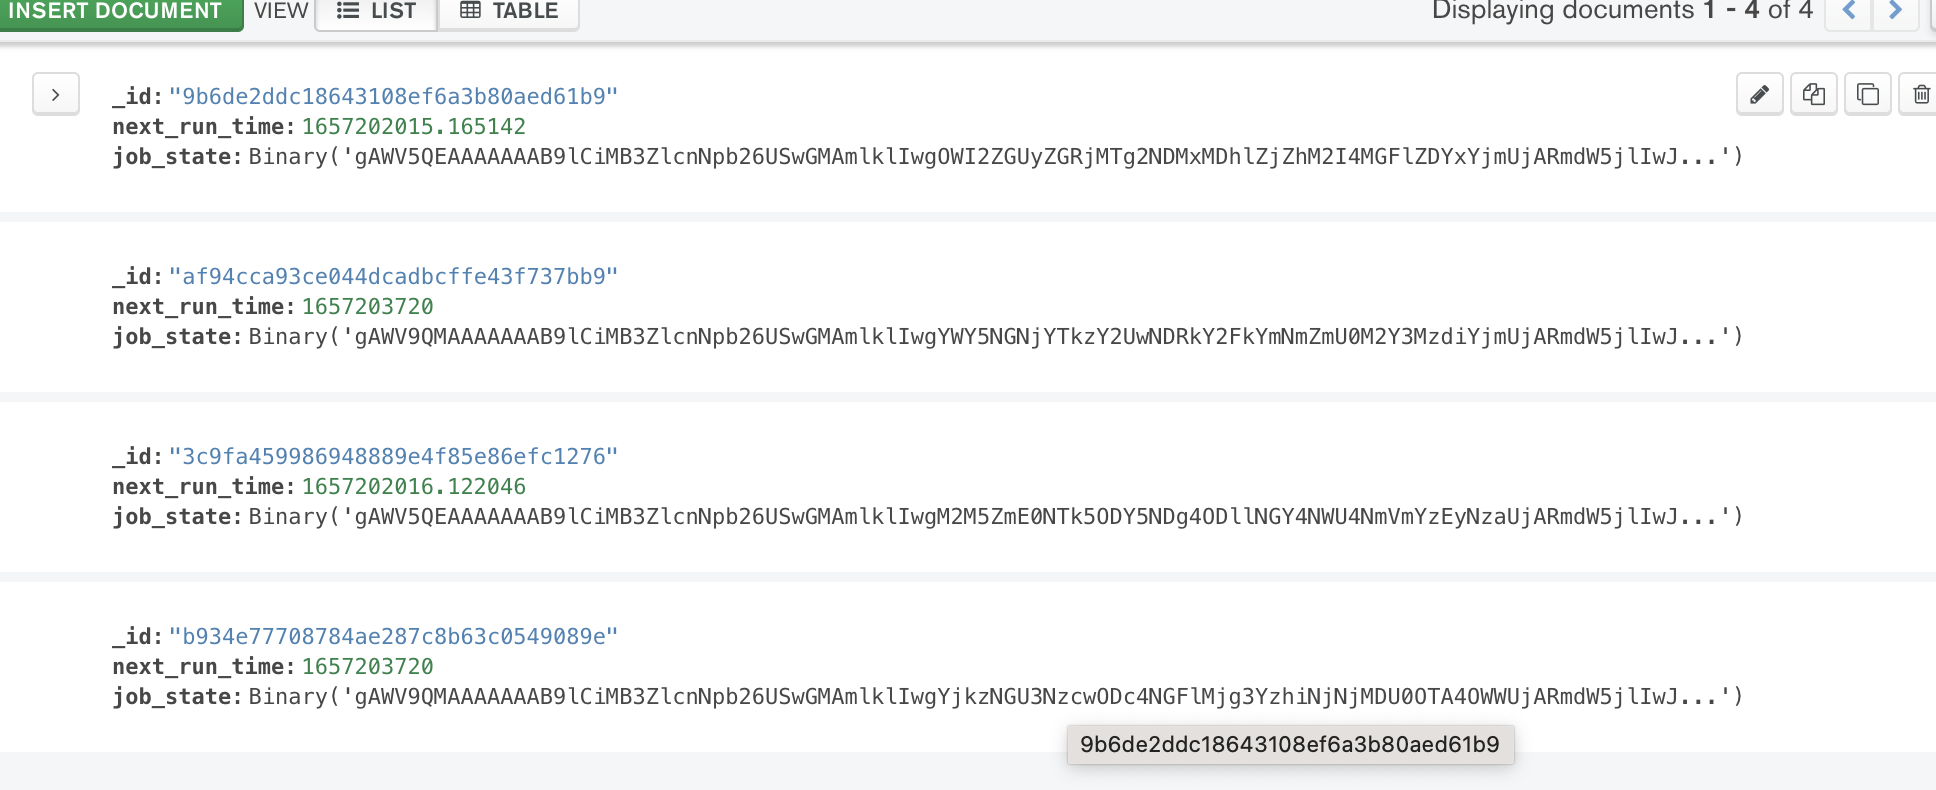 INSERT DOCUMENT VIEW LIST TABLE Displaying documents 1 - 4 of 4
_id: "9b6de2ddc18643108ef6a3b80aed61b9"
next_run_time: 1657202015.165142
job_state: Binary('gAWV5QEAAAAAAAB9lCiMB3ZlcnNpb26USwGMAmlklIwgOWI2ZGUyZGRjMTg2NDMxMDhlZjZhM2I4MGFlZDYxYjmUjARmdW5jlIwJ...')
_id: "af94cca93ce044dcadbcffe43f737bb9"
next_run_time: 1657203720
job_state: Binary('gAWV9QMAAAAAAAB9lCiMB3ZlcnNpb26USwGMAmlklIwgYWY5NGNjYTkzY2UwNDRkY2FkYmNmZmU0M2Y3MzdiYjmUjARmdW5jlIwJ...')
_id: "3c9fa459986948889e4f85e86efc1276"
next_run_time: 1657202016.122046
job_state: Binary('gAWV5QEAAAAAAAB9lCiMB3ZlcnNpb26USwGMAmlklIwgM2M5ZmE0NTk5ODY5NDg4ODllNGY4NWU4NmVmYzEyNzaUjARmdW5jlIwJ...')
_id: "b934e77708784ae287c8b63c0549089e"
next_run_time: 1657203720
job_state: Binary('gAWV9QMAAAAAAAB9lCiMB3ZlcnNpb26USwGMAmlklIwgYjkzNGU3NzcwODc4NGFlMjg3YzhiNjNjMDU0OTA4OWWUjARmdW5jlIwJ...')
9b6de2ddc18643108ef6a3b80aed61b9